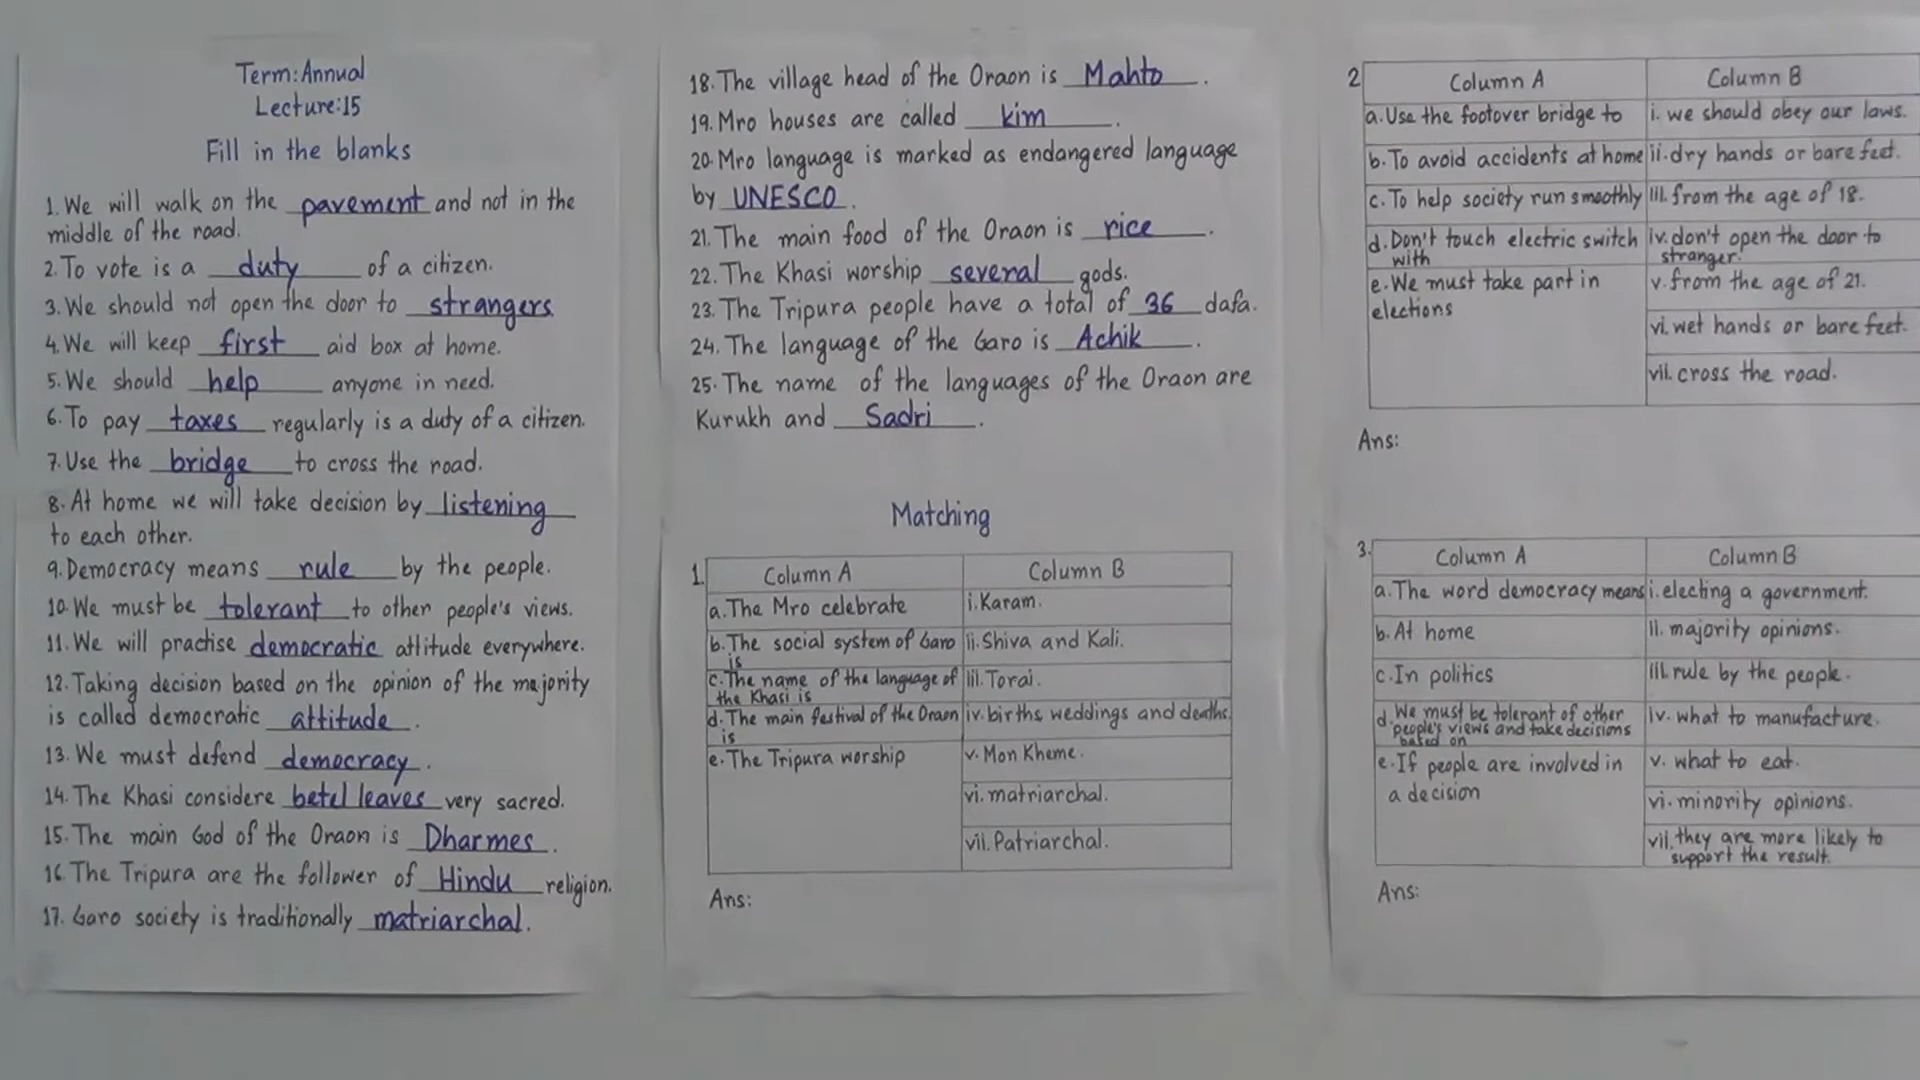 Term: Annual
Lecture:15
Fill in the blanks
1. We will walk on the pavement and not in the
middle of the road.
2. To vote is a duty of a citizen.
3. We should not open the door to strangers
4. We will keep first aid box at home.
5. We should help anyone in need.
6. To pay taxes regularly is a duty of a citizen.
7. Use the bridge to cross the road.
8. At home we will take decision by listening
to each other.
9. Democracy means rule by the people.
10. We must be tolerant to other people's views.
11. We will practise democratic attitude everywhere.
12. Taking decision based on the opinion of the majority
is called democratic attitude.
13. We must defend democracy.
14. The Khasi considere betel leaves very sacred.
15. The main God of the Oraon is Dharmes.
16. The Tripura are the follower of Hindu religion.
17. Garo society is traditionally matriarchal.
18. The village head of the Oraon is Mahto.
19. Mro houses are called kim.
20. Mro language is marked as endangered language
by UNESCO.
21. The main food of the Oraon is rice.
22. The Khasi worship several gods.
23. The Tripura people have a total of 36 dafa.
24. The language of the Garo is Achik.
25. The name of the languages of the Oraon are
Kurukh and Sadri.
Matching
1. Column A Column B
a. The Mro celebrate i. Karam.
b. The social system of Garo ii. Shiva and Kali.
is
c. The name of the language of iii. Torai.
the Khasi is
d. The main festival of the Oraon iv. births, weddings and deaths.
is
e. The Tripura worship v. Mon Kheme.
vi. matriarchal.
vii. Patriarchal.
Ans:
2 Column A Column B
a. Use the footover bridge to i. we should obey our laws.
b. To avoid accidents at home ii. dry hands or bare feet.
c. To help society run smoothly iii. from the age of 18.
d. Don't touch electric switch iv. don't open the door to
with stranger.
e. We must take part in v. from the age of 21.
elections
vi. wet hands or bare feet.
vii. cross the road.
Ans:
3. Column A Column B
a. The word democracy means i. electing a government.
b. At home ii. majority opinions.
c. In politics iii. rule by the people.
d. We must be tolerant of other iv. what to manufacture.
people's views and take decisions
based on
e. If people are involved in v. what to eat.
a decision
vi. minority opinions.
vii. they are more likely to
support the result.
Ans: